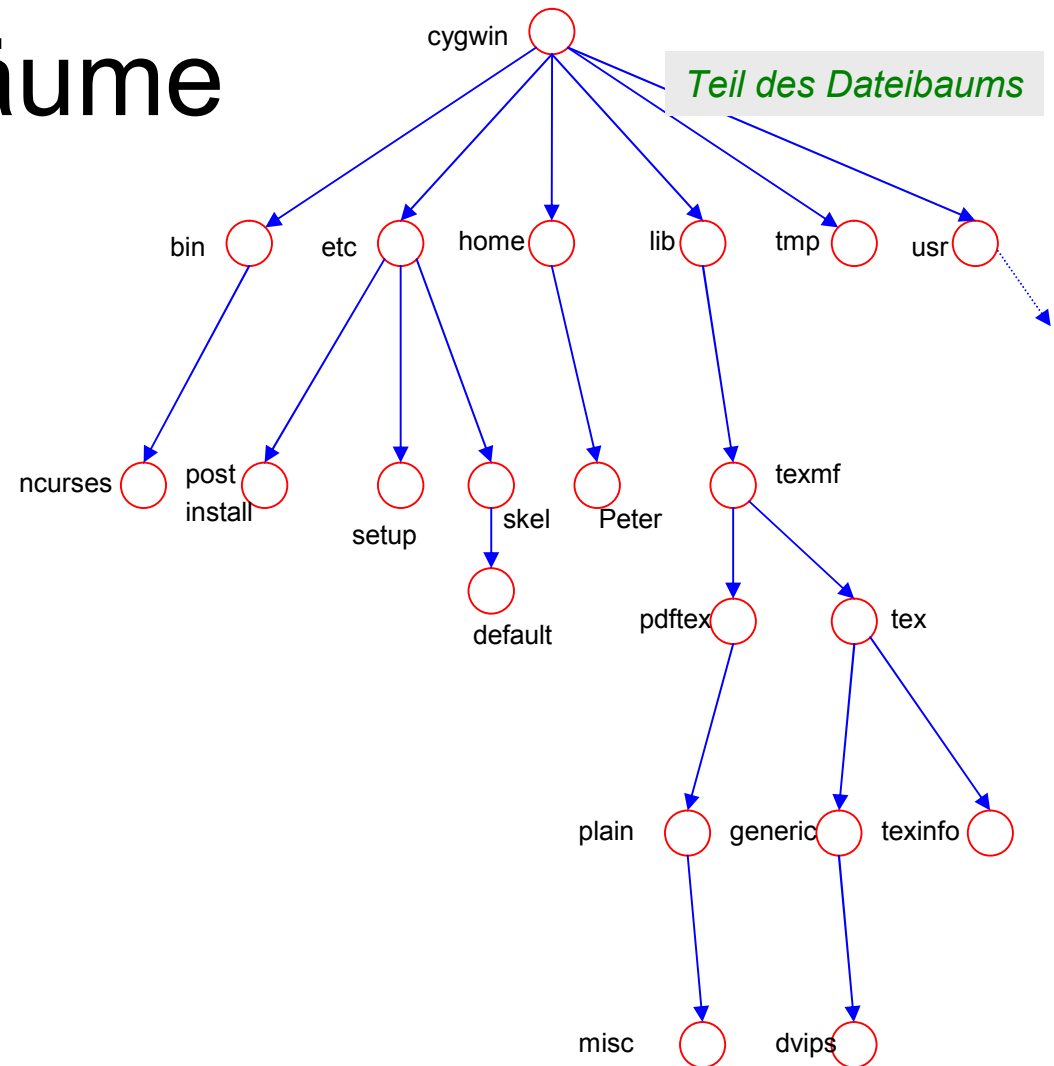 äume
cygwin
Teil des Dateibaums
bin
etc
home
lib
tmp
usr
ncurses
post
install
setup
skel
Peter
texmf
default
pdftex
tex
plain
generic
texinfo
misc
dvips